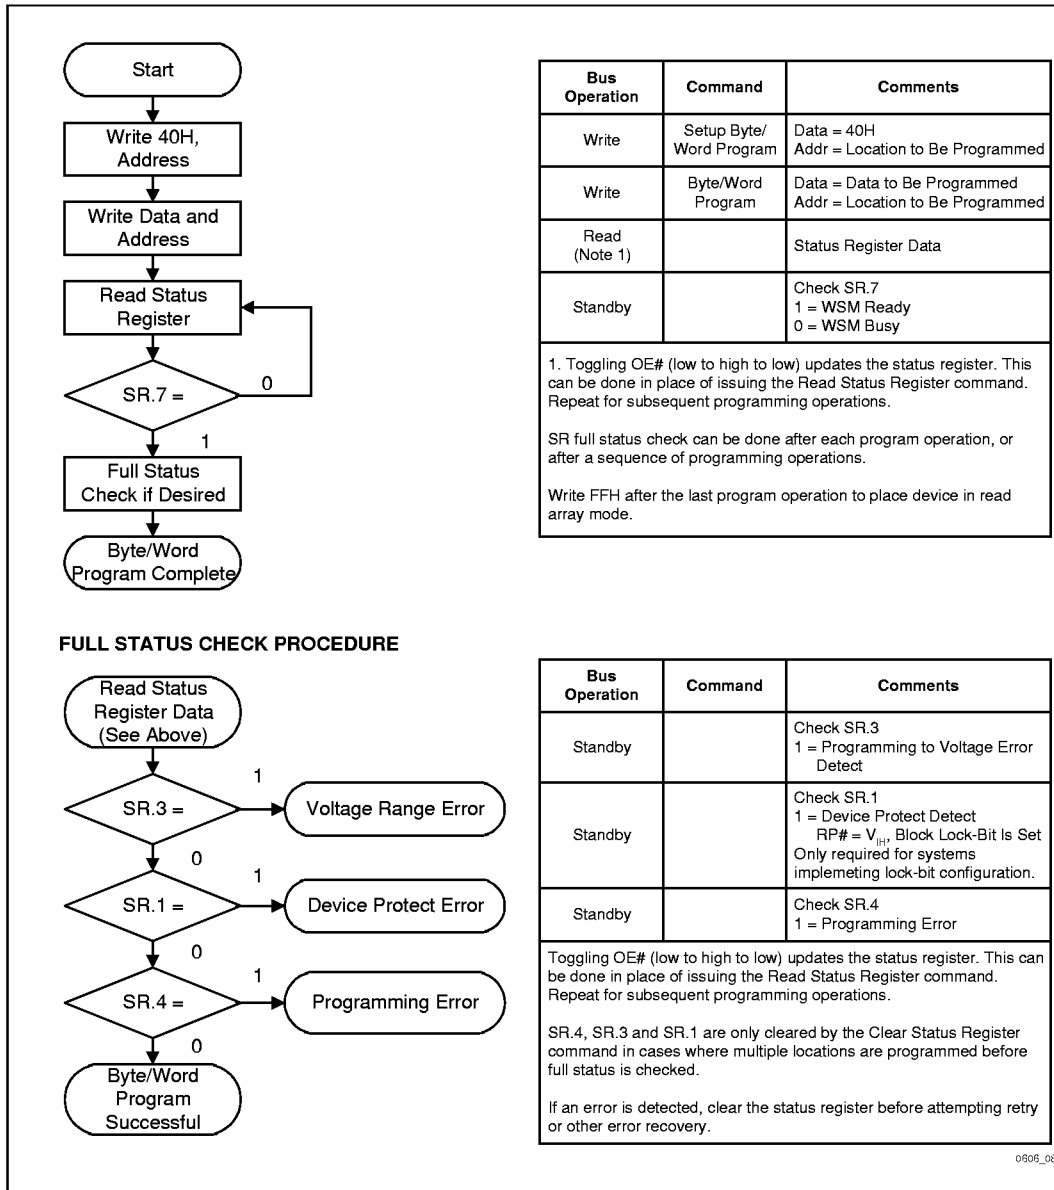 Start
Write 40H,
Address
Write Data and
Address
Read Status
Register
SR.7 =
0
1
Full Status
Check if Desired
Byte/Word
Program Complete
Bus
Operation
Command
Comments
Write
Setup Byte/
Word Program
Data = 40H
Addr = Location to Be Programmed
Write
Byte/Word
Program
Data = Data to Be Programmed
Addr = Location to Be Programmed
Read
(Note 1)
Status Register Data
Standby
Check SR.7
1 = WSM Ready
0 = WSM Busy
1. Toggling OE# (low to high to low) updates the status register. This
can be done in place of issuing the Read Status Register command.
Repeat for subsequent programming operations.
SR full status check can be done after each program operation, or
after a sequence of programming operations.
Write FFH after the last program operation to place device in read
array mode.
FULL STATUS CHECK PROCEDURE
Read Status
Register Data
(See Above)
SR.3 =
1
Voltage Range Error
0
SR.1 =
1
Device Protect Error
0
SR.4 =
1
Programming Error
0
Byte/Word
Program
Successful
Bus
Operation
Command
Comments
Standby
Check SR.3
1 = Programming to Voltage Error
Detect
Standby
Check SR.1
1 = Device Protect Detect
RP# = VIH, Block Lock-Bit Is Set
Only required for systems
implemeting lock-bit configuration.
Standby
Check SR.4
1 = Programming Error
Toggling OE# (low to high to low) updates the status register. This can
be done in place of issuing the Read Status Register command.
Repeat for subsequent programming operations.
SR.4, SR.3 and SR.1 are only cleared by the Clear Status Register
command in cases where multiple locations are programmed before
full status is checked.
If an error is detected, clear the status register before attempting retry
or other error recovery.